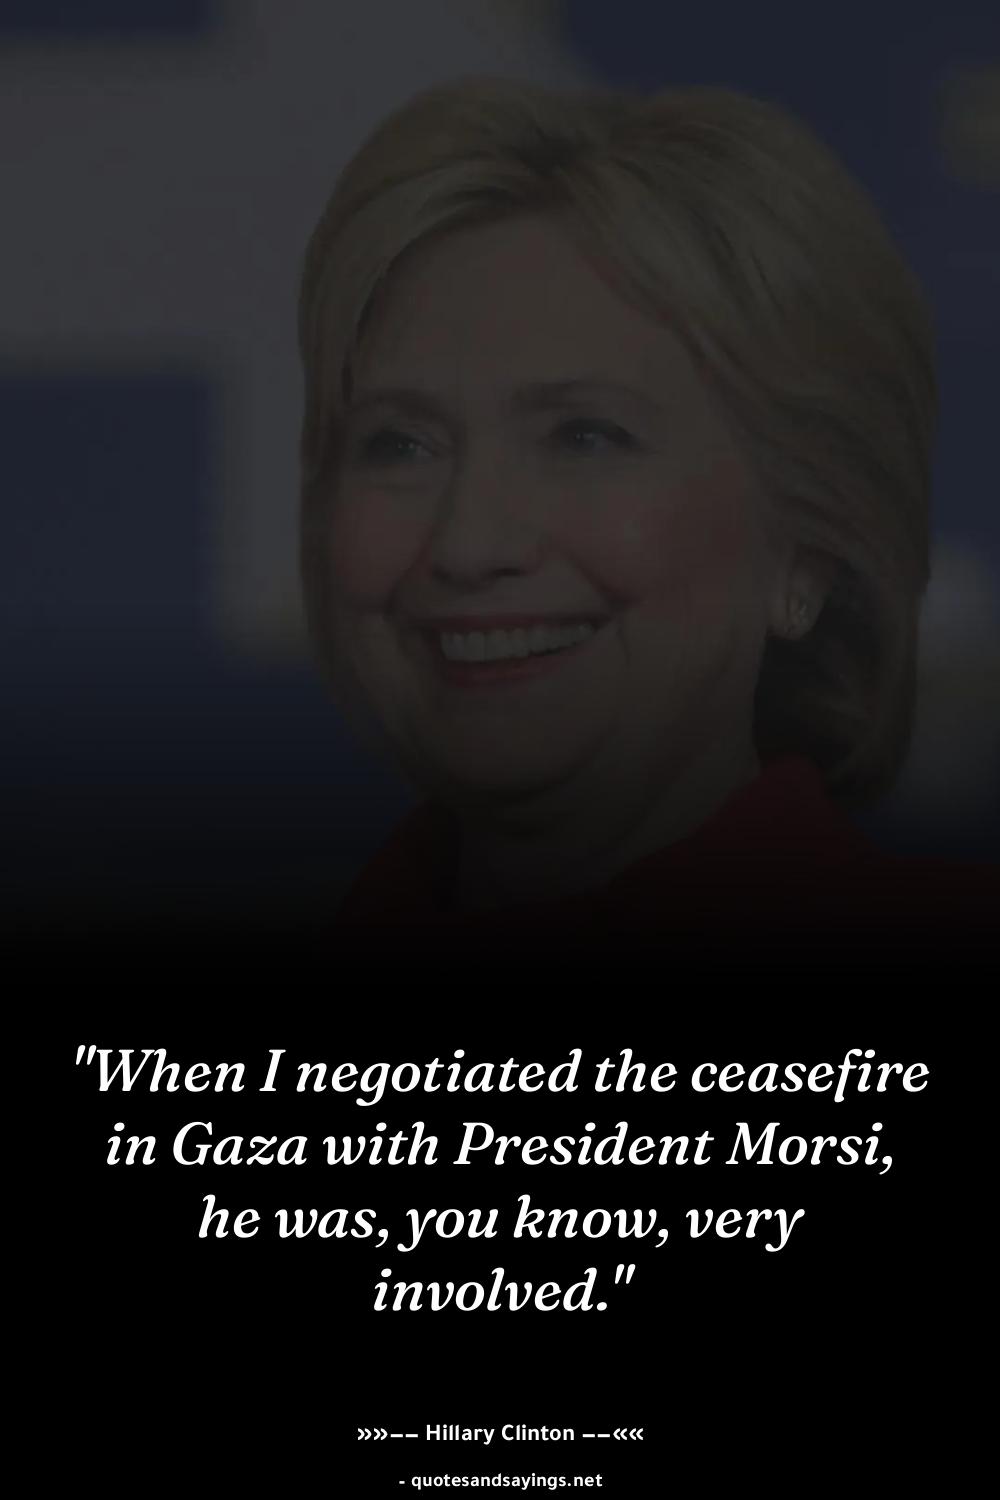 "When I negotiated the ceasefire
in Gaza with President Morsi,
he was, you know, very
involved."
»»−− Hillary Clinton −−««
- quotesandsayings.net